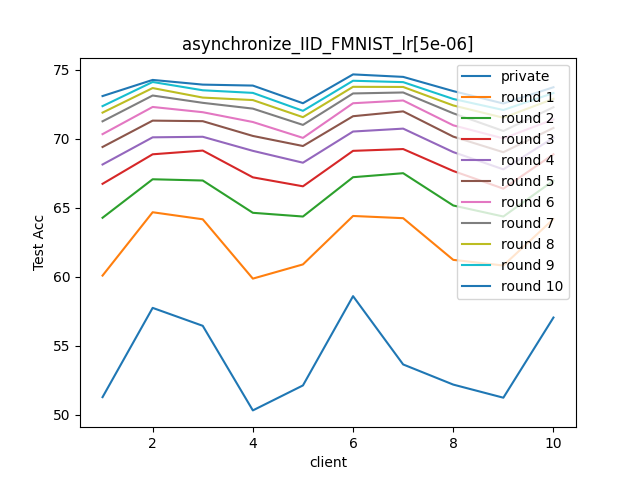 asynchronize_IID_FMNIST_lr[5e-06]
75
70
65
60
55
50
Test Acc
private
round 1
round 2
round 3
round 4
round 5
round 6
round 7
round 8
round 9
round 10
2
4
6
8
10
client